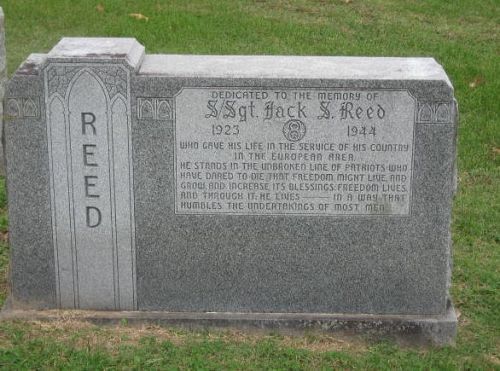 REED
DEDICATED TO THE MEMORY OF
S/Sgt. Jack S. Reed
1923 1944
WHO GAVE HIS LIFE IN THE SERVICE OF HIS COUNTRY
IN THE EUROPEAN AREA.
HE STANDS IN THE UNBROKEN LINE OF PATRIOTS WHO
HAVE DARED TO DIE THAT FREEDOM MIGHT LIVE, AND
GROW, AND INCREASE ITS BLESSINGS. FREEDOM LIVES,
AND THROUGH IT, HE LIVES — IN A WAY THAT
HUMBLES THE UNDERTAKINGS OF MOST MEN.